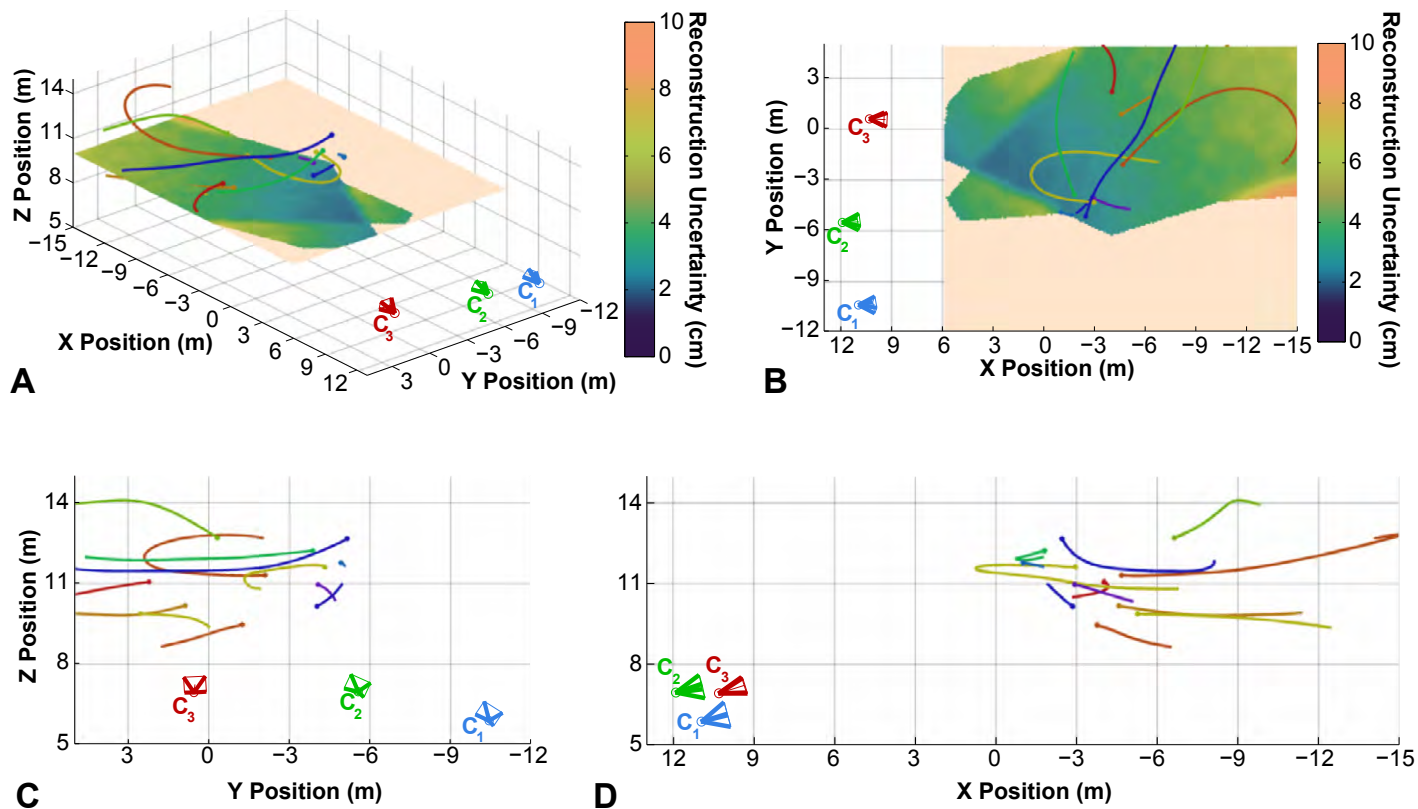 14
11
8
5
Z Position (m)
−15
−12
−9
−6
−3
0
3
6
9
12
X Position (m)
3
0
−3
−6
−9
−12
Y Position (m)
C3
C2
C1
10
8
6
4
2
0
Reconstruction Uncertainty (cm)
A
3
0
−3
−6
−9
−12
Y Position (m)
C3
C2
C1
12
9
6
3
0
−3
−6
−9
−12
−15
X Position (m)
10
8
6
4
2
0
Reconstruction Uncertainty (cm)
B
14
11
8
5
Z Position (m)
C3
C2
C1
3
0
−3
−6
−9
−12
Y Position (m)
C
14
11
8
5
Z Position (m)
C2
C3
C1
12
9
6
3
0
−3
−6
−9
−12
−15
X Position (m)
D